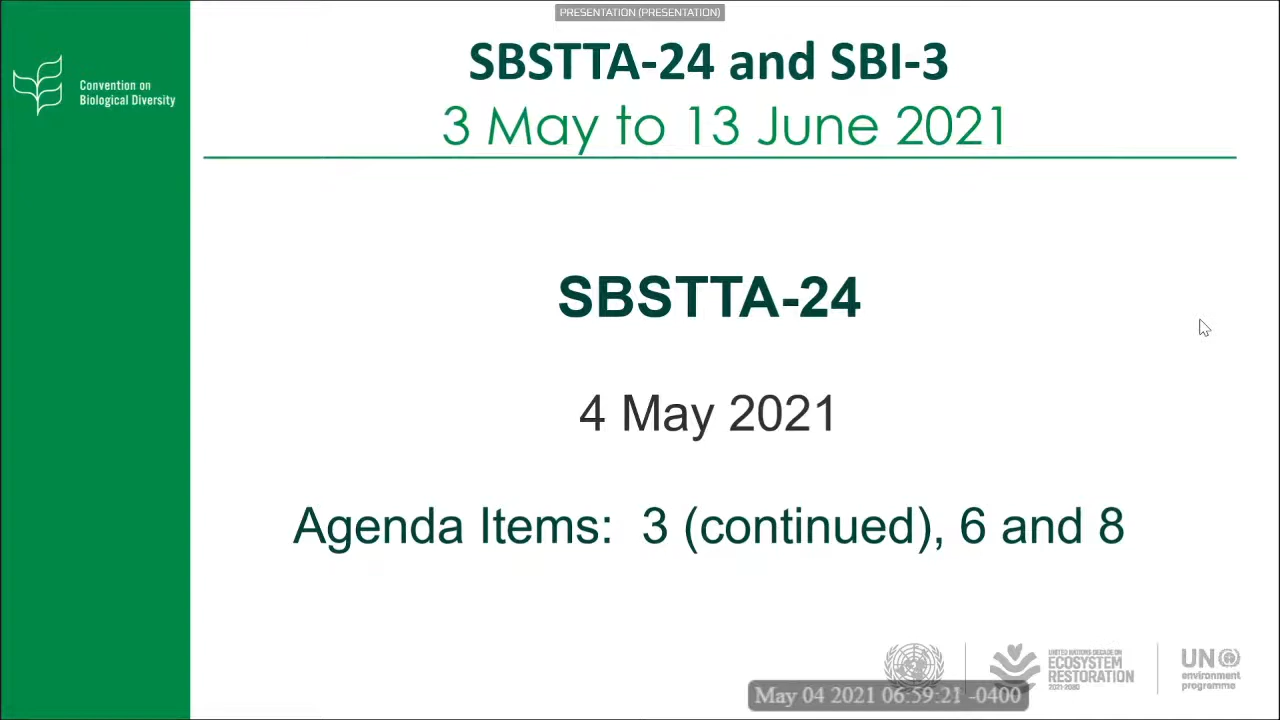 PRESENTATION (PRESENTATION)
SBSTTA-24 and SBI-3
3 May to 13 June 2021
Convention on
Biological Diversity
SBSTTA-24
4 May 2021
Agenda Items:  3 (continued), 6 and 8
UNITED NATIONS DECADE ON
ECOSYSTEM
RESTORATION
2021-2030
UN
environment
programme
May 04 2021 06:59:21 -0400